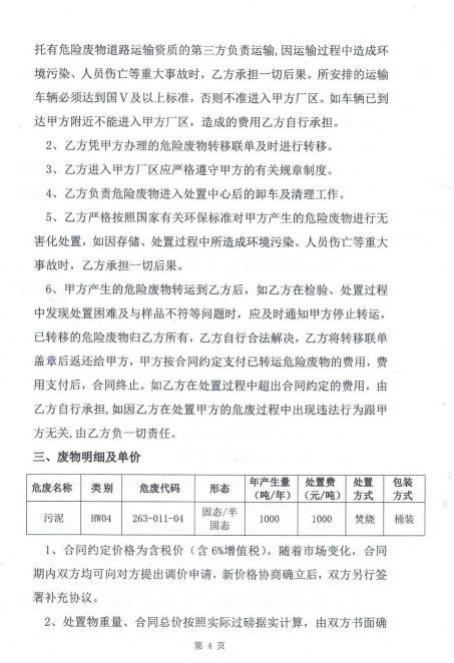 托有危险废物道路运输资质的第三方负责运输,因运输过程中造成环
境污染、人员伤亡等重大事故时，乙方承担一切后果。所安排的运输
车辆必须达到国Ⅴ及以上标准，否则不准进入甲方厂区。如车辆已到
达甲方附近不能进入甲方厂区，造成的费用乙方自行承担。
2、乙方凭甲方办理的危险废物转移联单及时进行转移。
3、乙方进入甲方厂区应严格遵守甲方的有关规章制度。
4、乙方负责危险废物进入处置中心后的卸车及清理工作。
5、乙方严格按照国家有关环保标准对甲方产生的危险废物进行无
害化处置，如因存储、处置过程中所造成环境污染、人员伤亡等重大
事故时，乙方承担一切后果。
6、甲方产生的危险废物转运到乙方后，如乙方在检验、处置过程
中发现处置困难及与样品不符等问题时，应及时通知甲方停止转运，
已转移的危险废物归乙方所有，乙方自行合法解决，乙方将转移联单
盖章后返还给甲方，甲方按合同约定支付已转运危险废物的费用，费
用支付后，合同终止。如乙方在处置过程中超出合同约定的费用，由
乙方自行承担,如因乙方在处置甲方的危废过程中出现违法行为跟甲
方无关,由乙方负一切责任。
三、废物明细及单价
危废名称 类别 危废代码 形态 年产生量（吨/年） 处置费（元/吨） 处置方式 包装方式
污泥 HW04 263-011-04 固态/半固态 1000 1000 焚烧 桶装
1、合同约定价格为含税价（含 6%增值税）。随着市场变化，合同
期内双方均可向对方提出调价申请，新价格协商确立后，双方另行签
署补充协议。
2、处置物重量、合同总价按照实际过磅据实计算，由双方书面确
第 4 页